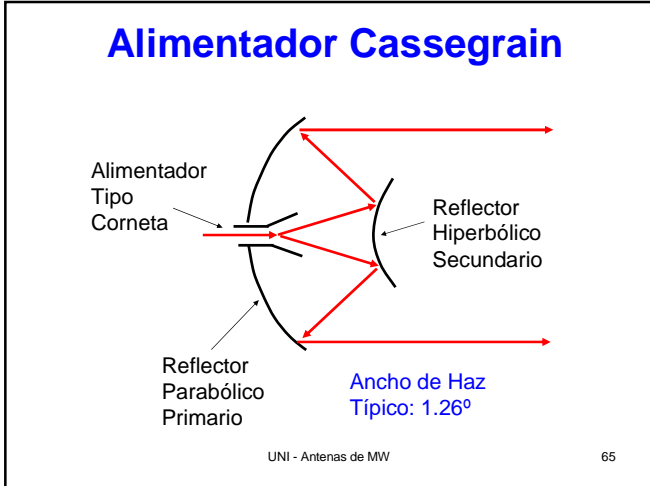 Alimentador Cassegrain
Alimentador
Tipo
Corneta
Reflector
Hiperbólico
Secundario
Reflector
Parabólico
Primario
Ancho de Haz
Típico: 1.26º
UNI - Antenas de MW
65